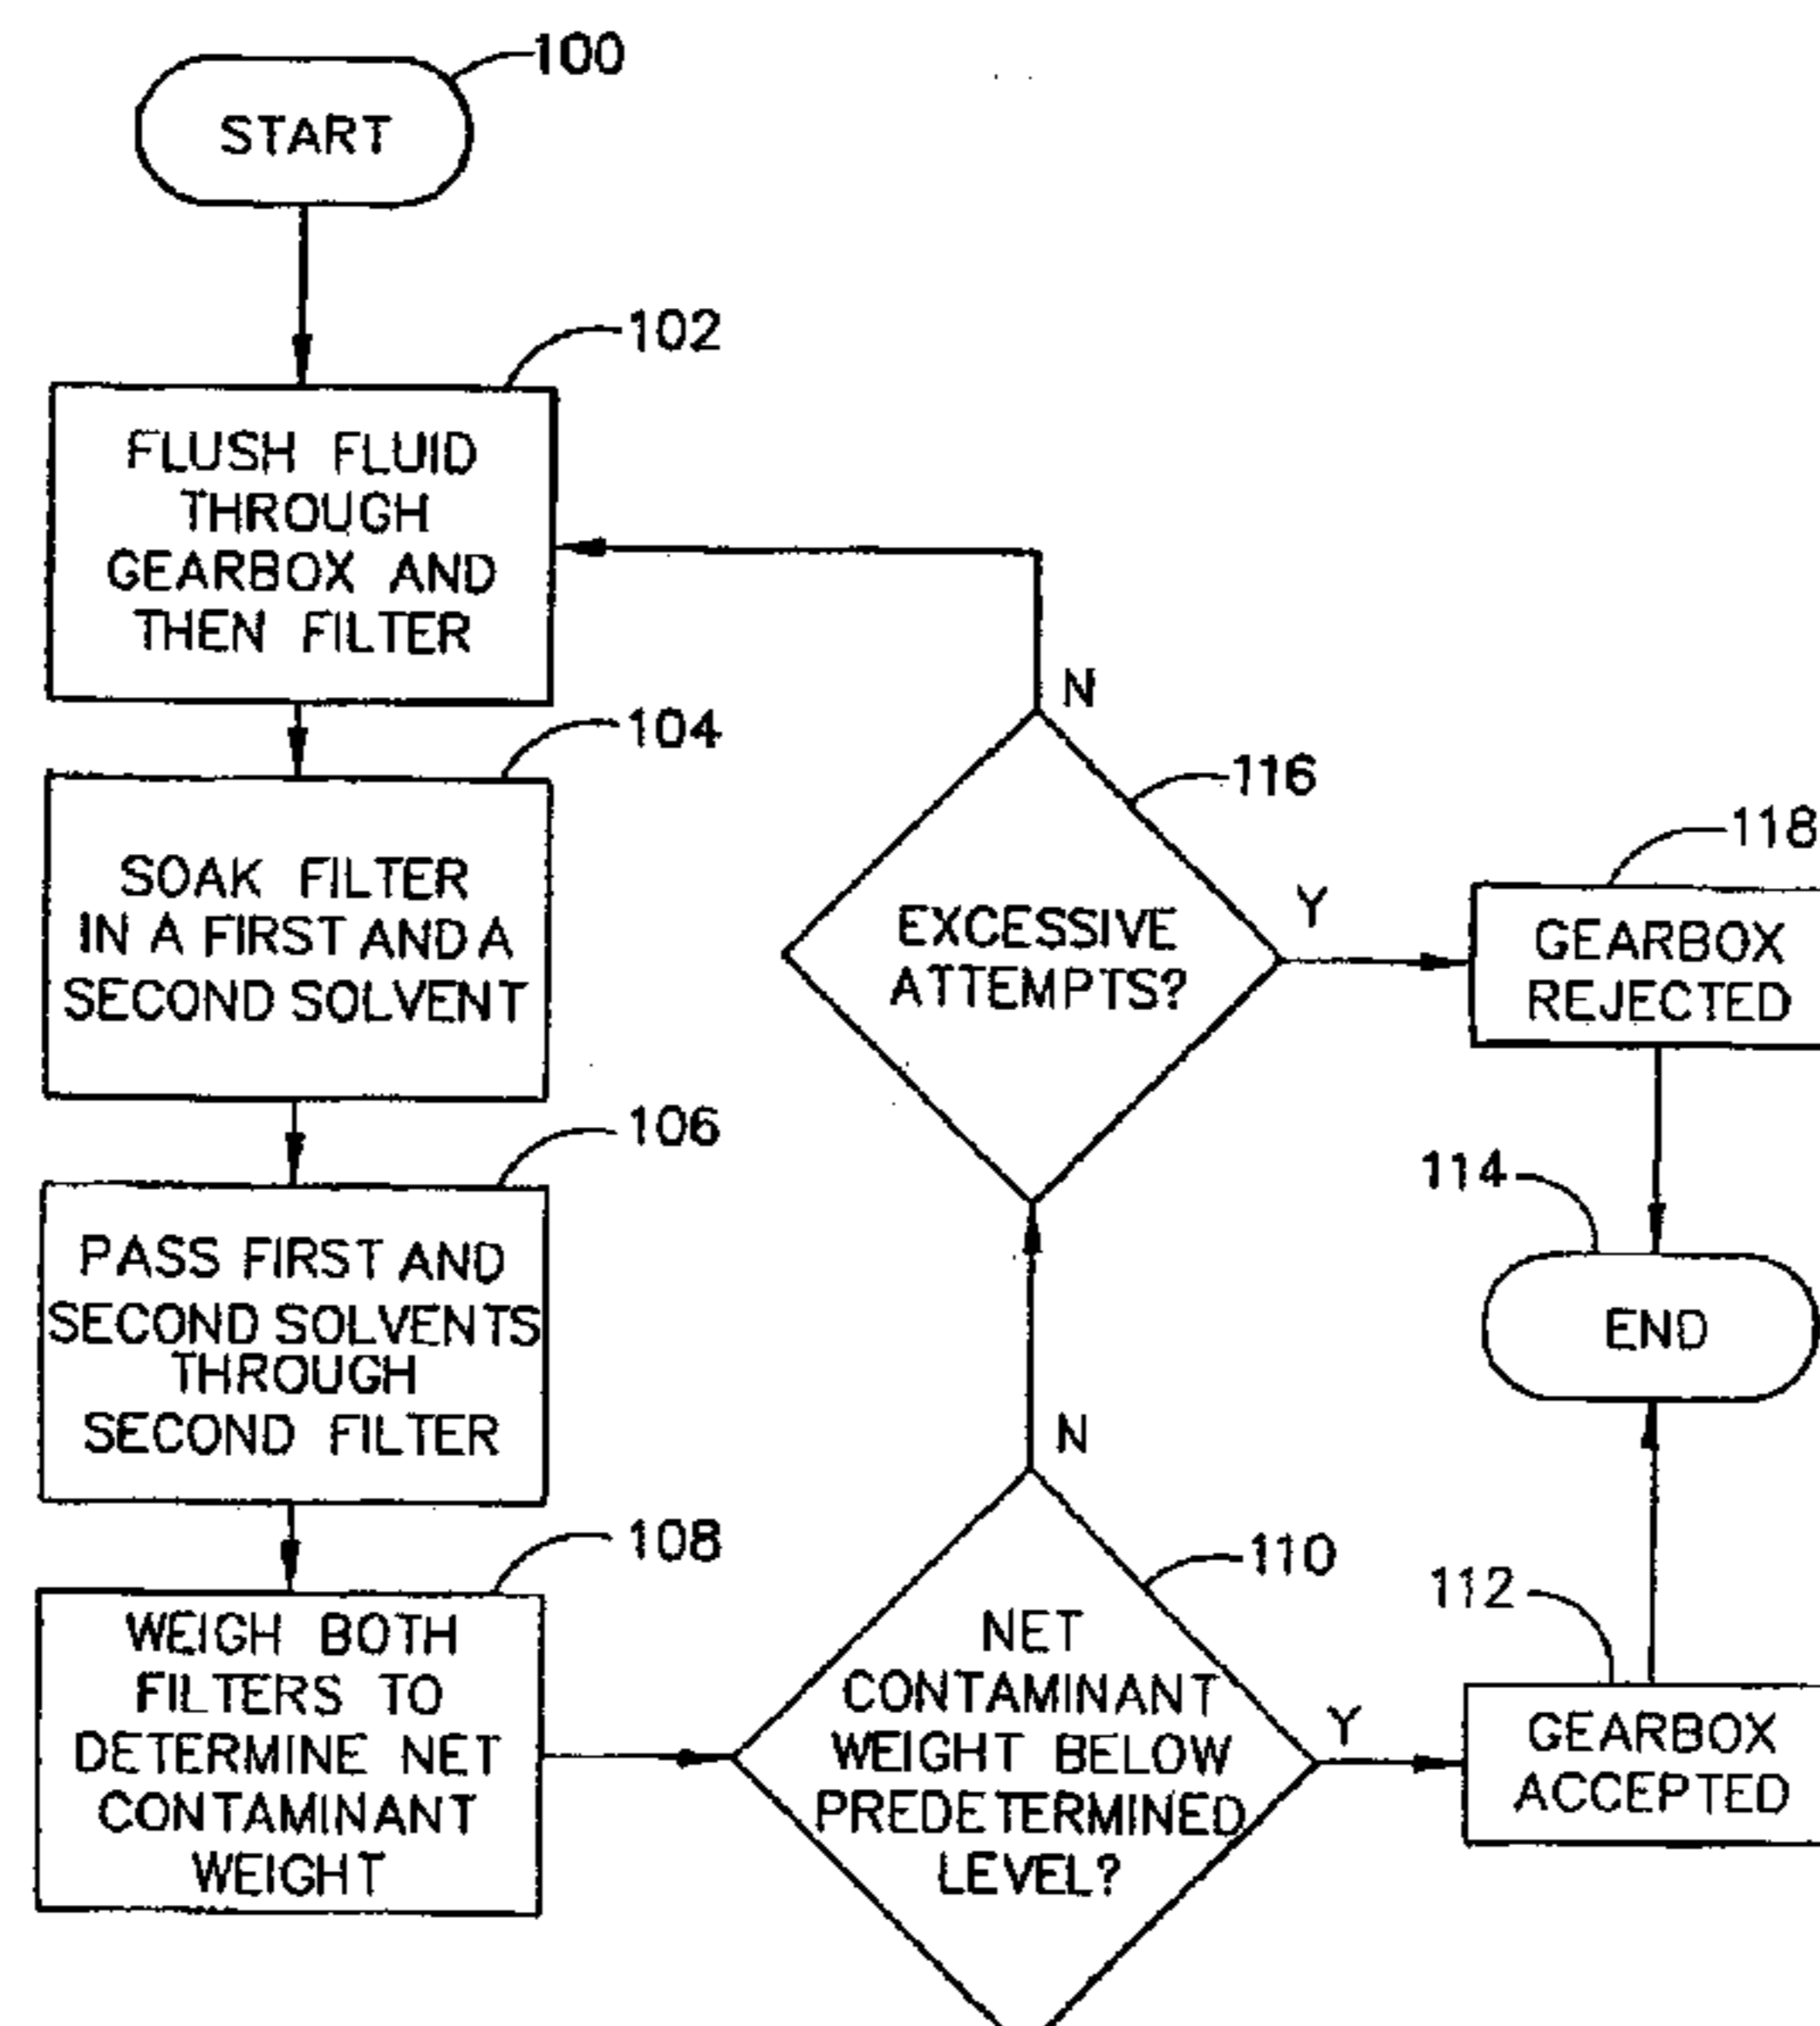 100
START
102
FLUSH FLUID
THROUGH
GEARBOX AND
THEN FILTER
104
SOAK FILTER
IN A FIRST AND A
SECOND SOLVENT
106
PASS FIRST AND
SECOND SOLVENTS
THROUGH
SECOND FILTER
108
WEIGH BOTH
FILTERS TO
DETERMINE NET
CONTAMINANT
WEIGHT
110
NET
CONTAMINANT
WEIGHT BELOW
PREDETERMINED
LEVEL?
N
Y
112
GEARBOX
ACCEPTED
116
EXCESSIVE
ATTEMPTS?
N
Y
118
GEARBOX
REJECTED
114
END